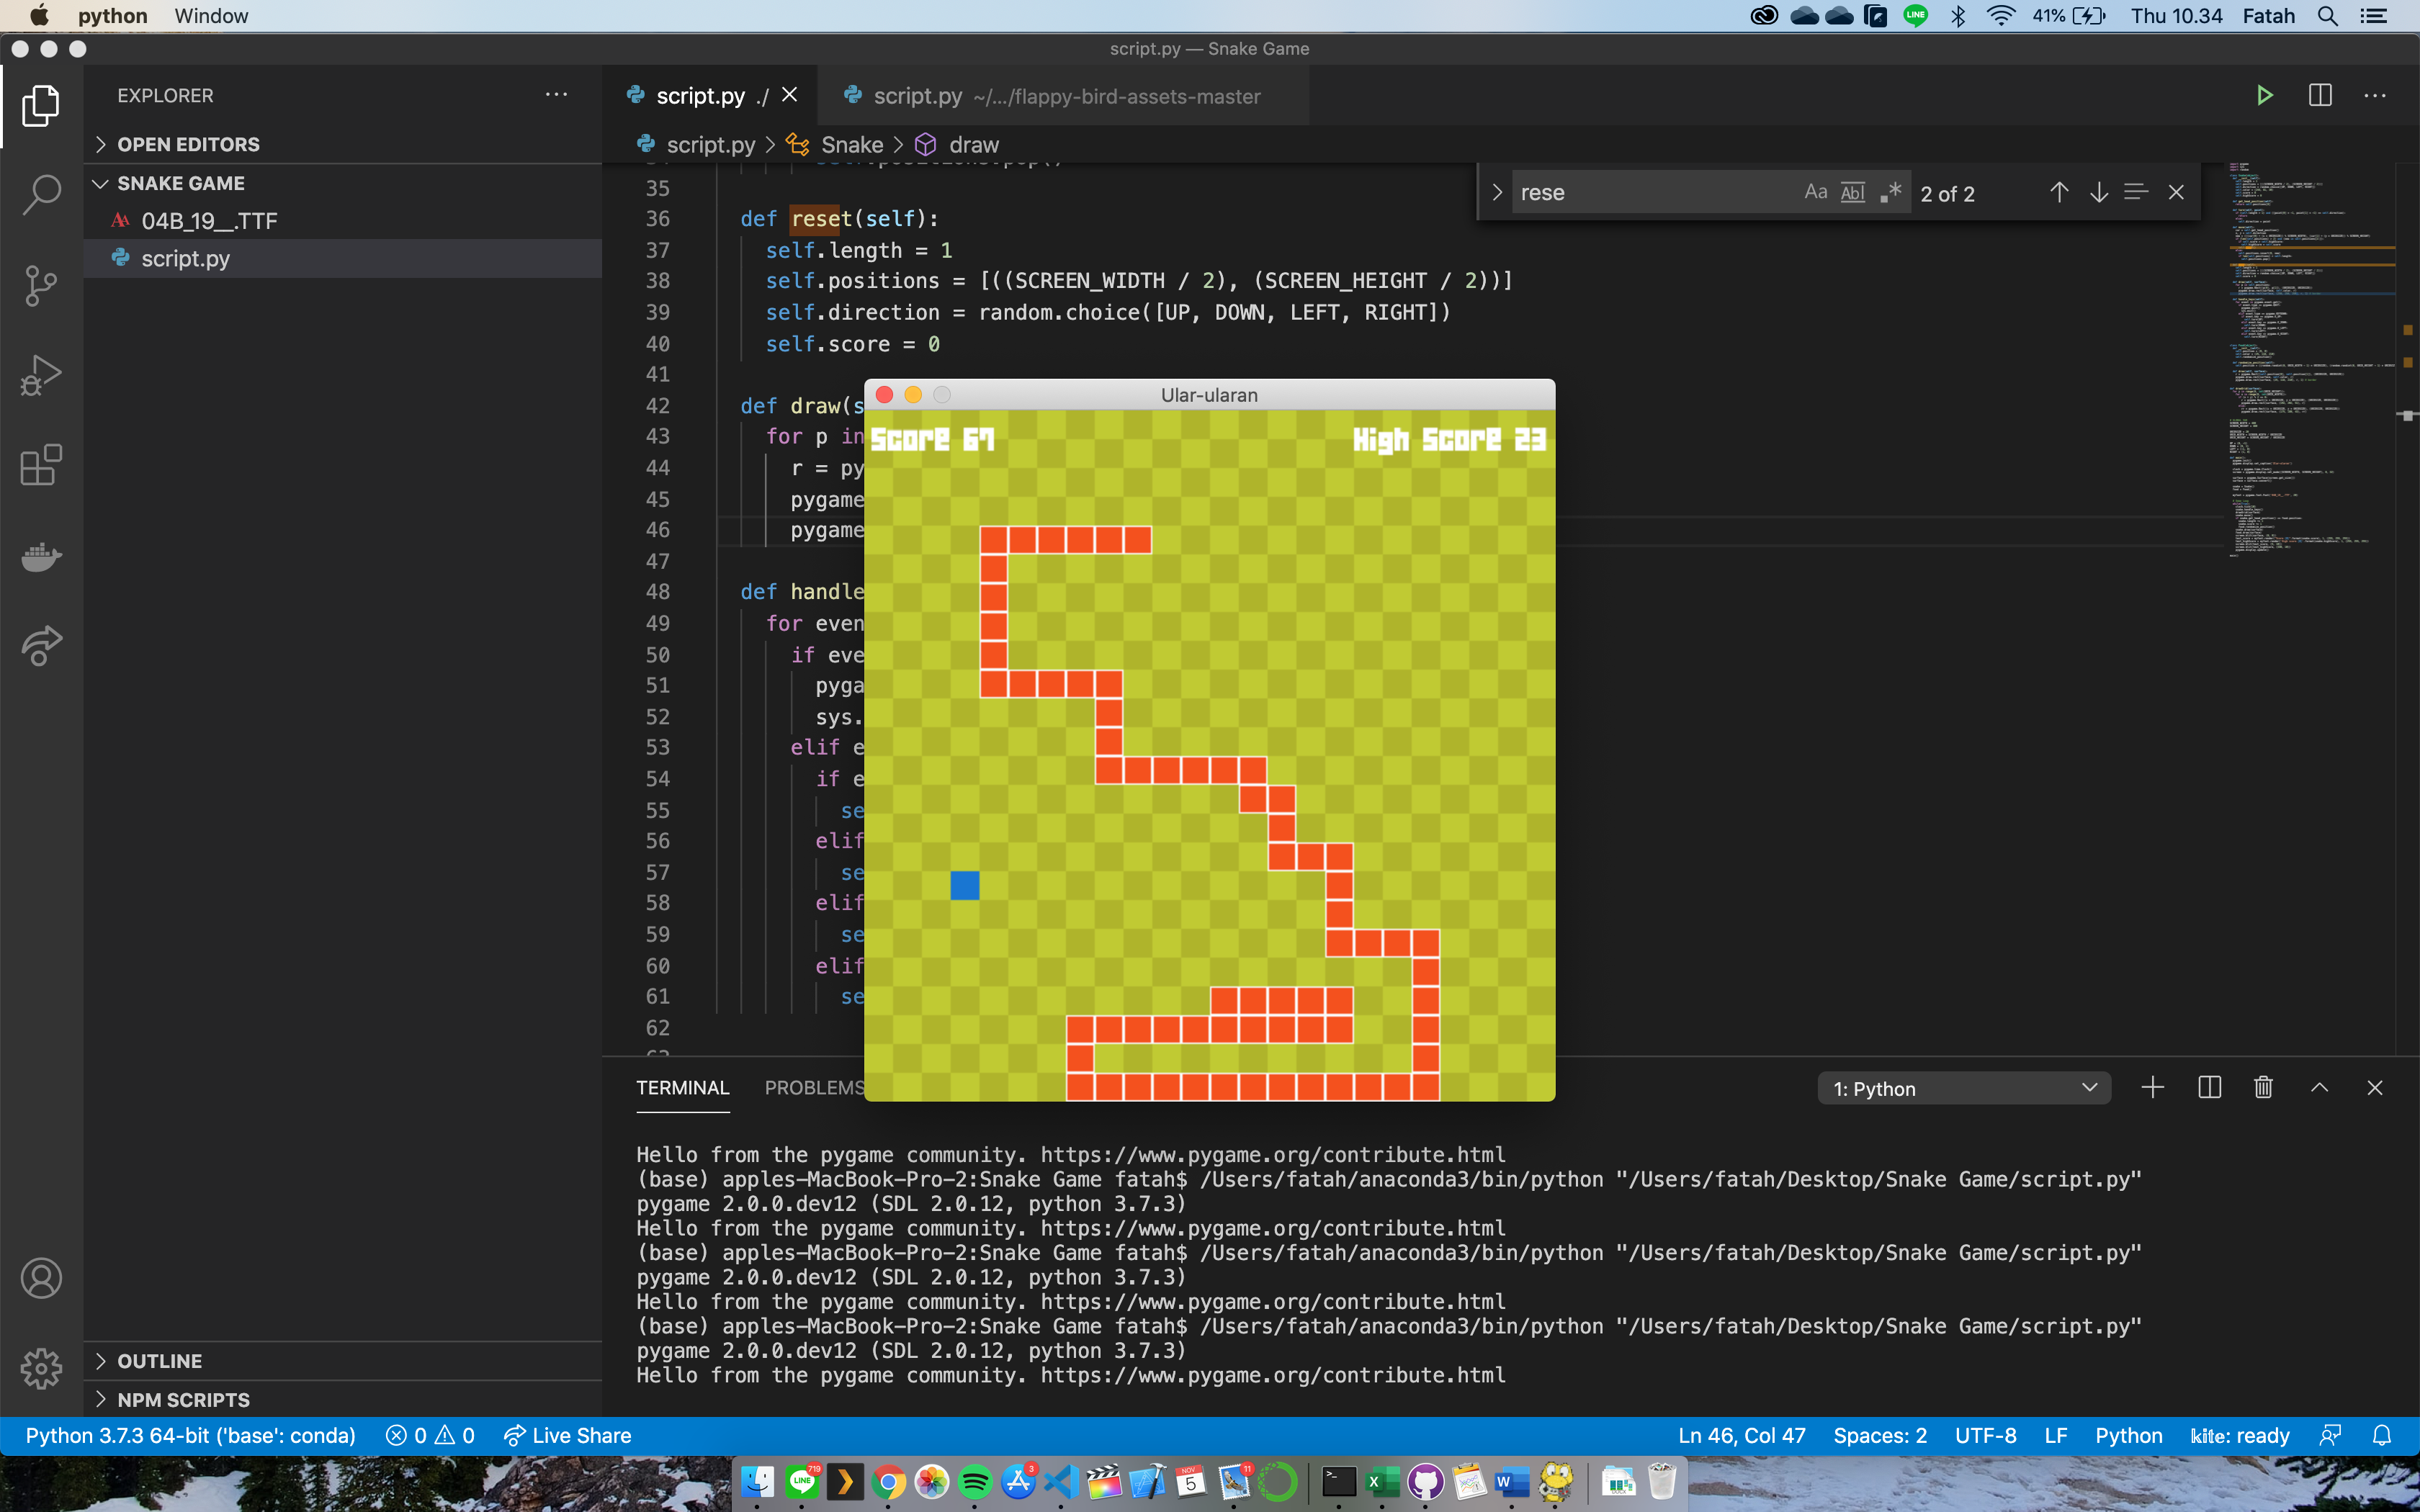 python Window
41% Thu 10.34 Fatah
script.py — Snake Game
EXPLORER
OPEN EDITORS
SNAKE GAME
04B_19__.TTF
script.py
OUTLINE
NPM SCRIPTS
script.py ./
script.py ~/.../flappy-bird-assets-master
script.py > Snake > draw
rese
Aa Abl .* 2 of 2
35
36 def reset(self):
37 self.length = 1
38 self.positions = [((SCREEN_WIDTH / 2), (SCREEN_HEIGHT / 2))]
39 self.direction = random.choice([UP, DOWN, LEFT, RIGHT])
40 self.score = 0
41
42 def draw(s
43 for p in
44 r = py
45 pygame
46 pygame
47
48 def handle
49 for even
50 if eve
51 pyga
52 sys.
53 elif e
54 if e
55 se
56 elif
57 se
58 elif
59 se
60 elif
61 se
62
Ular-ularan
Score 67
High Score 23
TERMINAL PROBLEMS
1: Python
Hello from the pygame community. https://www.pygame.org/contribute.html
(base) apples-MacBook-Pro-2:Snake Game fatah$ /Users/fatah/anaconda3/bin/python "/Users/fatah/Desktop/Snake Game/script.py"
pygame 2.0.0.dev12 (SDL 2.0.12, python 3.7.3)
Hello from the pygame community. https://www.pygame.org/contribute.html
(base) apples-MacBook-Pro-2:Snake Game fatah$ /Users/fatah/anaconda3/bin/python "/Users/fatah/Desktop/Snake Game/script.py"
pygame 2.0.0.dev12 (SDL 2.0.12, python 3.7.3)
Hello from the pygame community. https://www.pygame.org/contribute.html
(base) apples-MacBook-Pro-2:Snake Game fatah$ /Users/fatah/anaconda3/bin/python "/Users/fatah/Desktop/Snake Game/script.py"
pygame 2.0.0.dev12 (SDL 2.0.12, python 3.7.3)
Hello from the pygame community. https://www.pygame.org/contribute.html
Python 3.7.3 64-bit ('base': conda) 0 0 Live Share
Ln 46, Col 47 Spaces: 2 UTF-8 LF Python kite: ready
LINE 719 3 NOV 5 11